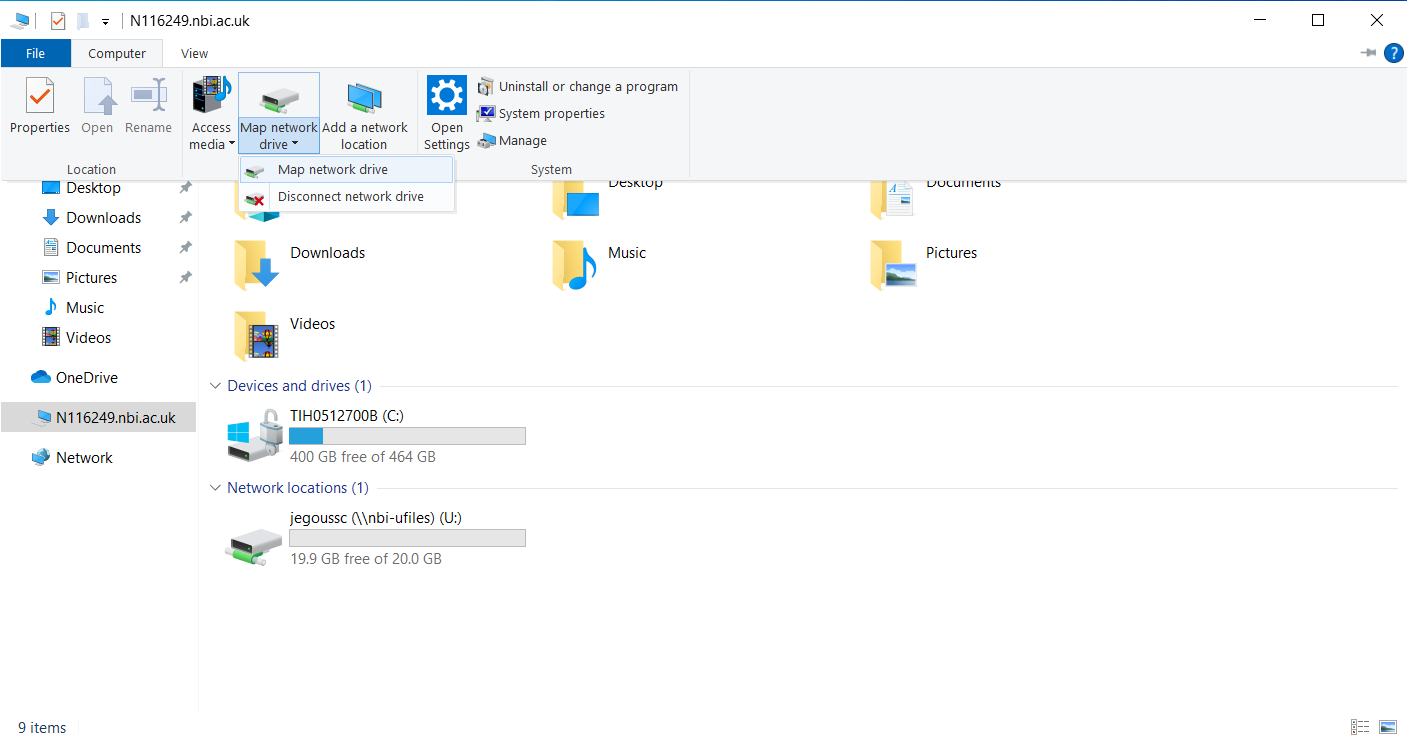 N116249.nbi.ac.uk
File
Computer
View
Properties
Open
Rename
Location
Access
media
Map network
drive
Add a network
location
Open
Settings
Uninstall or change a program
System properties
Manage
System
Map network drive
Disconnect network drive
Desktop
Downloads
Documents
Pictures
Music
Videos
OneDrive
N116249.nbi.ac.uk
Network
Desktop
Documents
Downloads
Music
Pictures
Videos
Devices and drives (1)
TIH0512700B (C:)
400 GB free of 464 GB
Network locations (1)
jegoussc (\\nbi-ufiles) (U:)
19.9 GB free of 20.0 GB
9 items